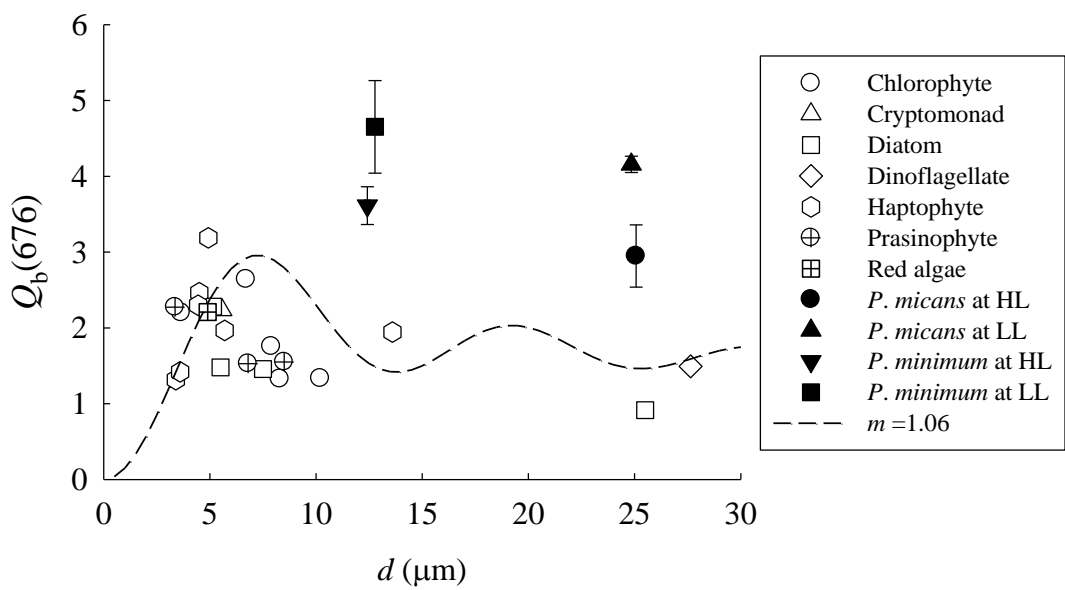 6
5
4
3
2
1
0
Q_b(676)
0 5 10 15 20 25 30
d (μm)
Chlorophyte
Cryptomonad
Diatom
Dinoflagellate
Haptophyte
Prasinophyte
Red algae
P. micans at HL
P. micans at LL
P. minimum at HL
P. minimum at LL
m =1.06